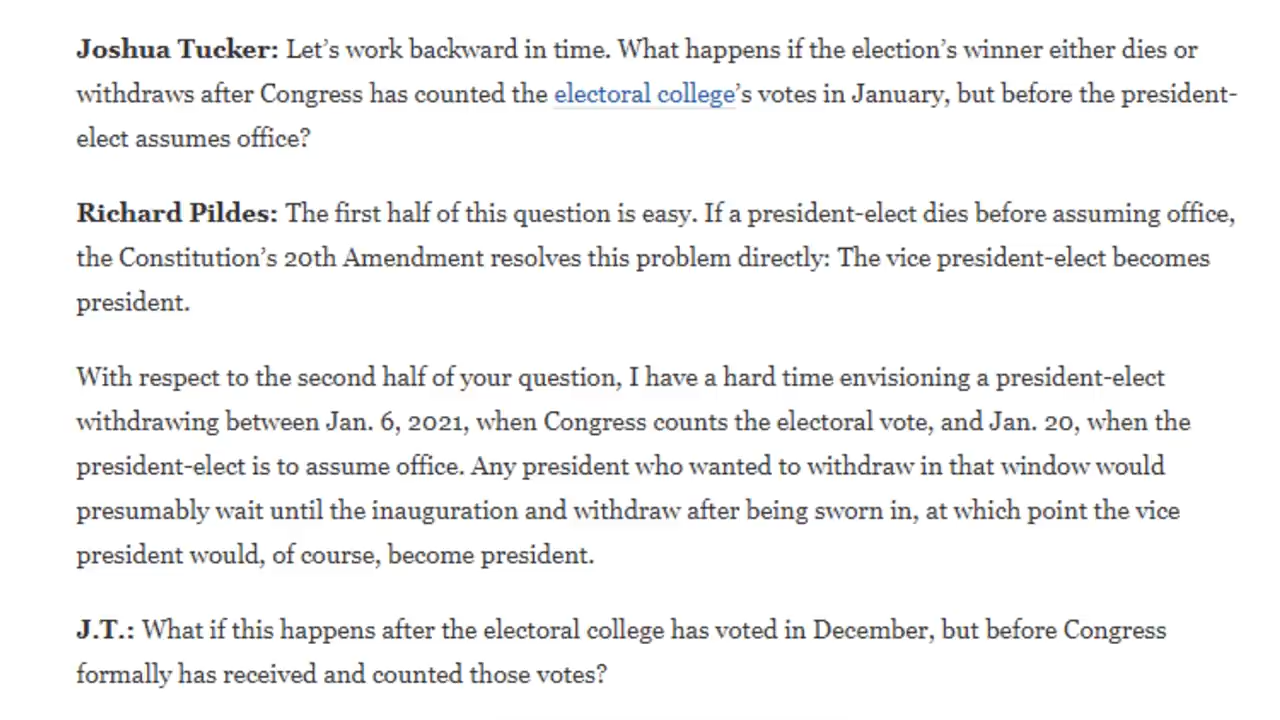 Joshua Tucker: Let’s work backward in time. What happens if the election’s winner either dies or
withdraws after Congress has counted the electoral college’s votes in January, but before the president-
elect assumes office?
Richard Pildes: The first half of this question is easy. If a president-elect dies before assuming office,
the Constitution’s 20th Amendment resolves this problem directly: The vice president-elect becomes
president.
With respect to the second half of your question, I have a hard time envisioning a president-elect
withdrawing between Jan. 6, 2021, when Congress counts the electoral vote, and Jan. 20, when the
president-elect is to assume office. Any president who wanted to withdraw in that window would
presumably wait until the inauguration and withdraw after being sworn in, at which point the vice
president would, of course, become president.
J.T.: What if this happens after the electoral college has voted in December, but before Congress
formally has received and counted those votes?